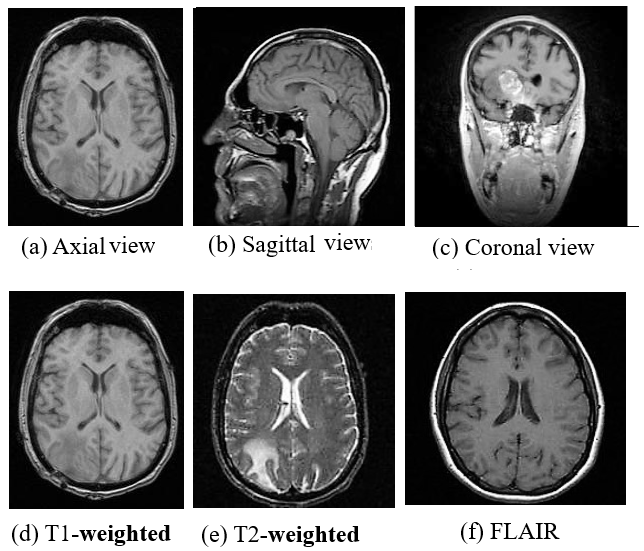 (a) Axial view
(b) Sagittal view
(c) Coronal view
(d) T1-weighted
(e) T2-weighted
(f) FLAIR